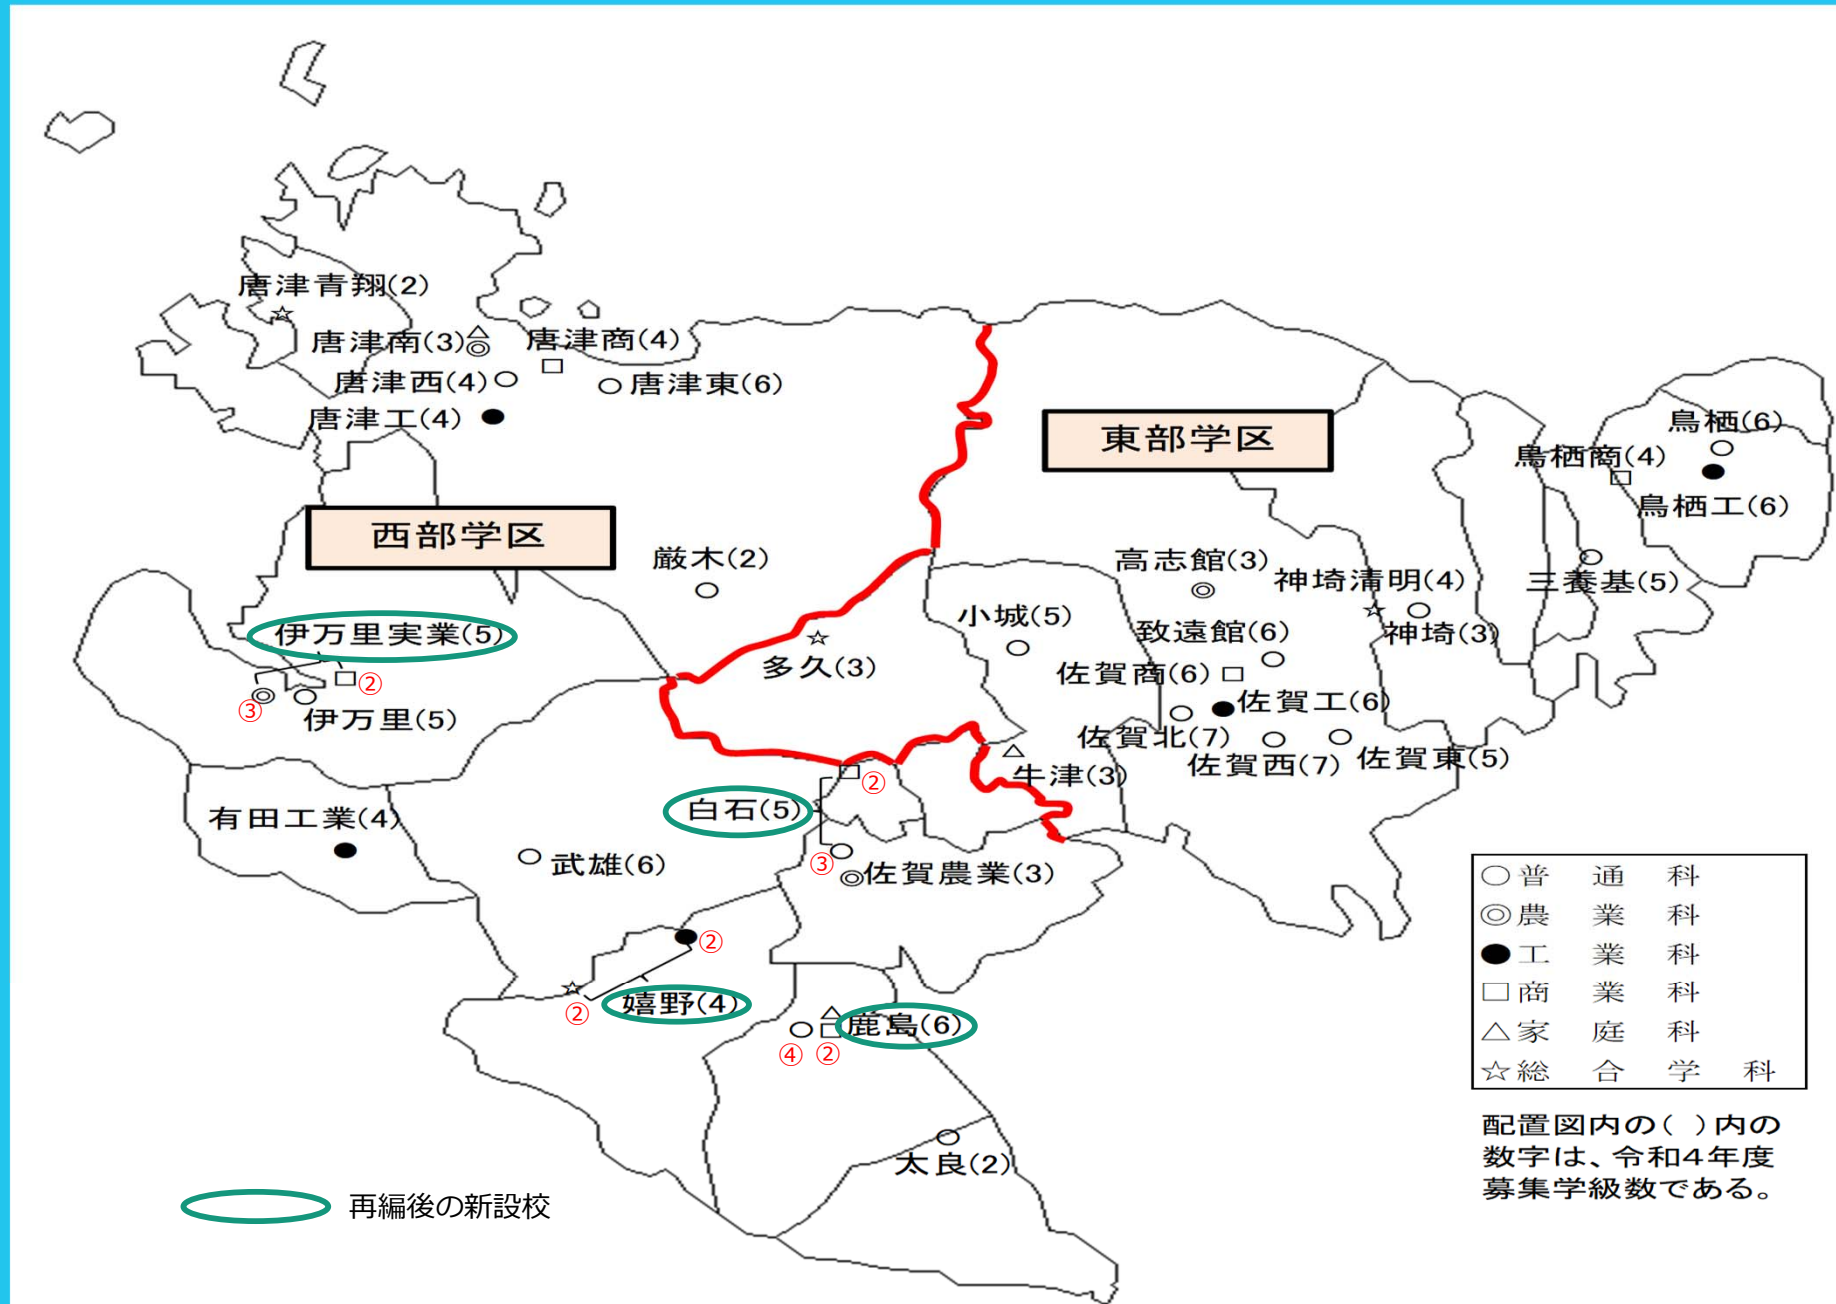 唐津青翔(2)
☆
唐津南(3)
△
◎
唐津商(4)
□
唐津西(4)○
○唐津東(6)
唐津工(4) ●
東部学区
鳥栖(6)
○
鳥栖商(4)
□
●
鳥栖工(6)
西部学区
厳木(2)
○
高志館(3)
◎
神埼清明(4)
☆ ○
神埼(3)
○
三養基(5)
伊万里実業(5)
□②
◎ ○
③
伊万里(5)
☆
多久(3)
小城(5)
○
致遠館(6)
○
佐賀商(6)□
●佐賀工(6)
○
佐賀北(7)
○
佐賀西(7)
○
佐賀東(5)
△
牛津(3)
□②
白石(5)
○
③
◎佐賀農業(3)
有田工業(4)
●
○武雄(6)
●②
☆
②
嬉野(4)
△
○ □鹿島(6)
④ ②
○
太良(2)
○普通科
◎農業科
●工業科
□商業科
△家庭科
☆総合学科
配置図内の( )内の
数字は、令和4年度
募集学級数である。
再編後の新設校